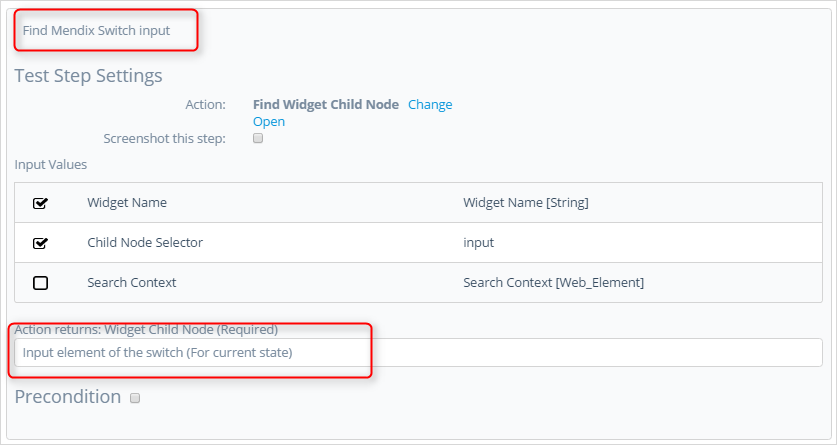 Find Mendix Switch input
Test Step Settings
Action: Find Widget Child Node Change
Open
Screenshot this step:
Input Values
Widget Name Widget Name [String]
Child Node Selector input
Search Context Search Context [Web_Element]
Action returns: Widget Child Node (Required)
Input element of the switch (For current state)
Precondition